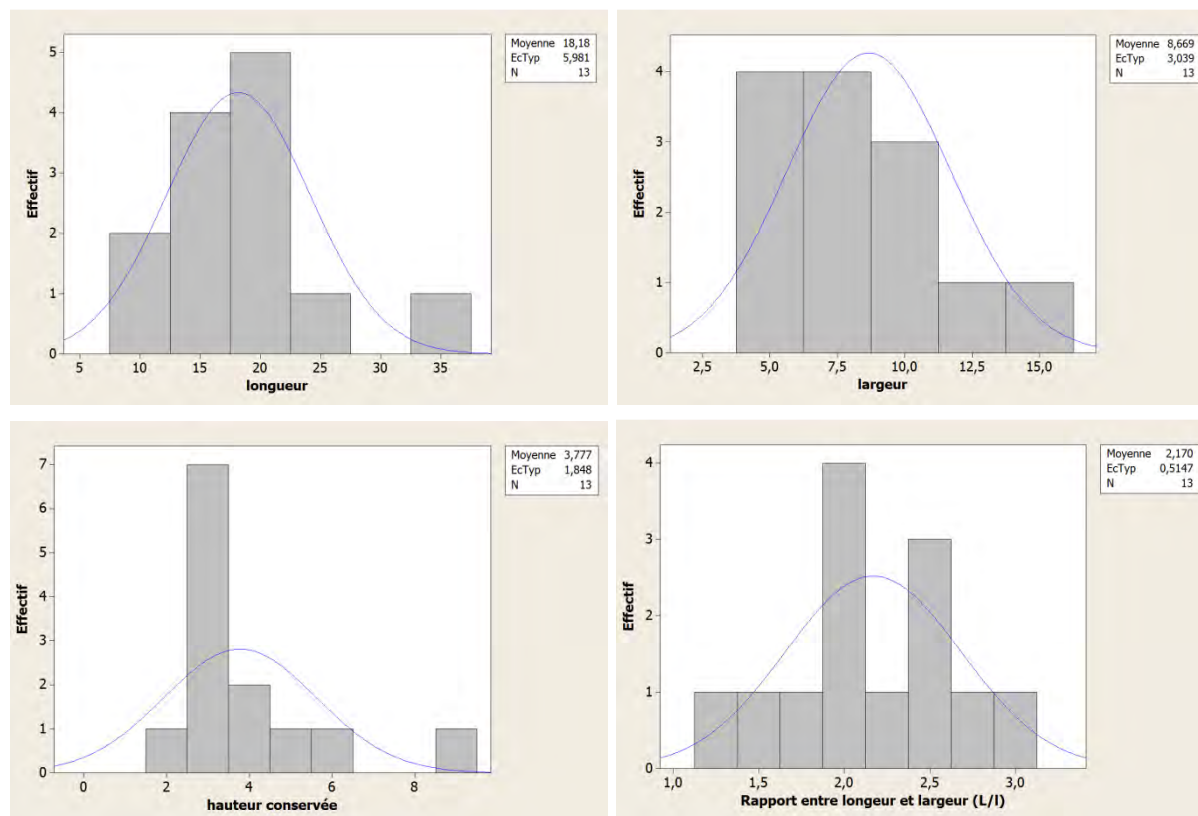 Moyenne 18,18
EcTyp 5,981
N 13
Effectif
5
4
3
2
1
0
5 10 15 20 25 30 35
longueur
Moyenne 8,669
EcTyp 3,039
N 13
Effectif
4
3
2
1
0
2,5 5,0 7,5 10,0 12,5 15,0
largeur
Moyenne 3,777
EcTyp 1,848
N 13
Effectif
7
6
5
4
3
2
1
0
0 2 4 6 8
hauteur conservée
Moyenne 2,170
EcTyp 0,5147
N 13
Effectif
4
3
2
1
0
1,0 1,5 2,0 2,5 3,0
Rapport entre longeur et largeur (L/l)